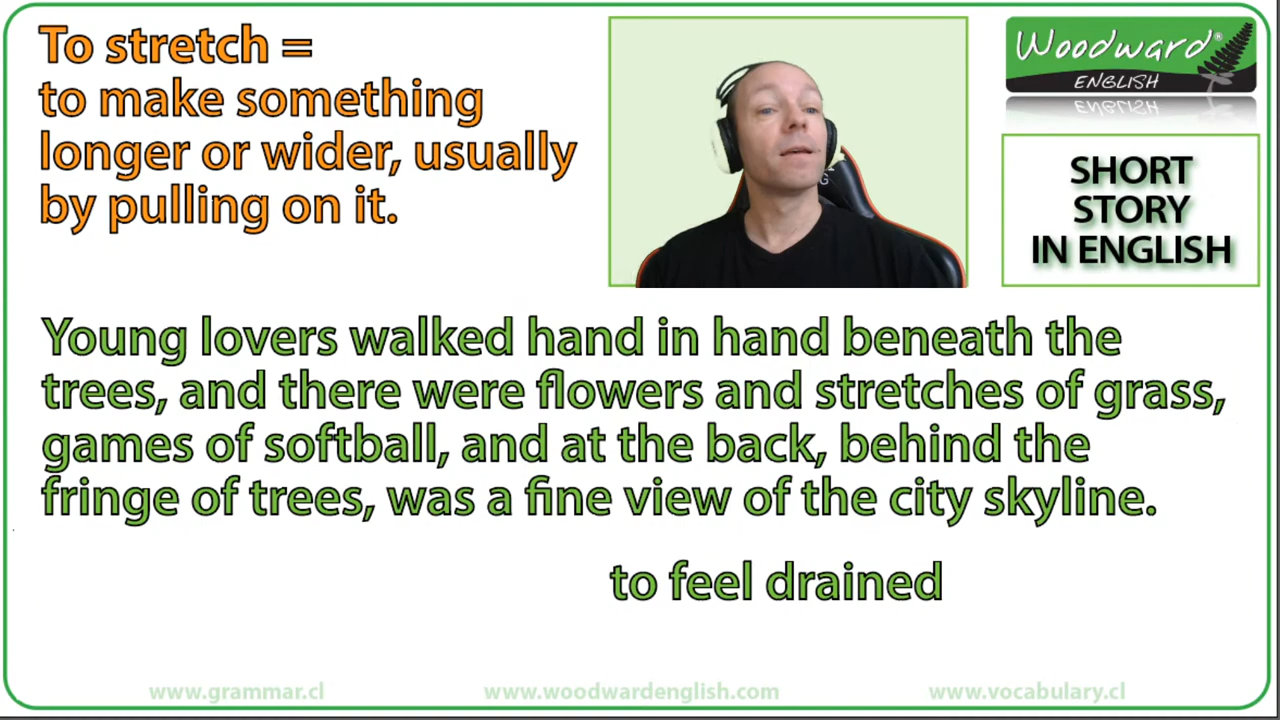 To stretch =
to make something
longer or wider, usually
by pulling on it.
Woodward®
ENGLISH
SHORT
STORY
IN ENGLISH
G
Young lovers walked hand in hand beneath the
trees, and there were flowers and stretches of grass,
games of softball, and at the back, behind the
fringe of trees, was a fine view of the city skyline.
to feel drained
www.grammar.cl
www.woodwardenglish.com
www.vocabulary.cl